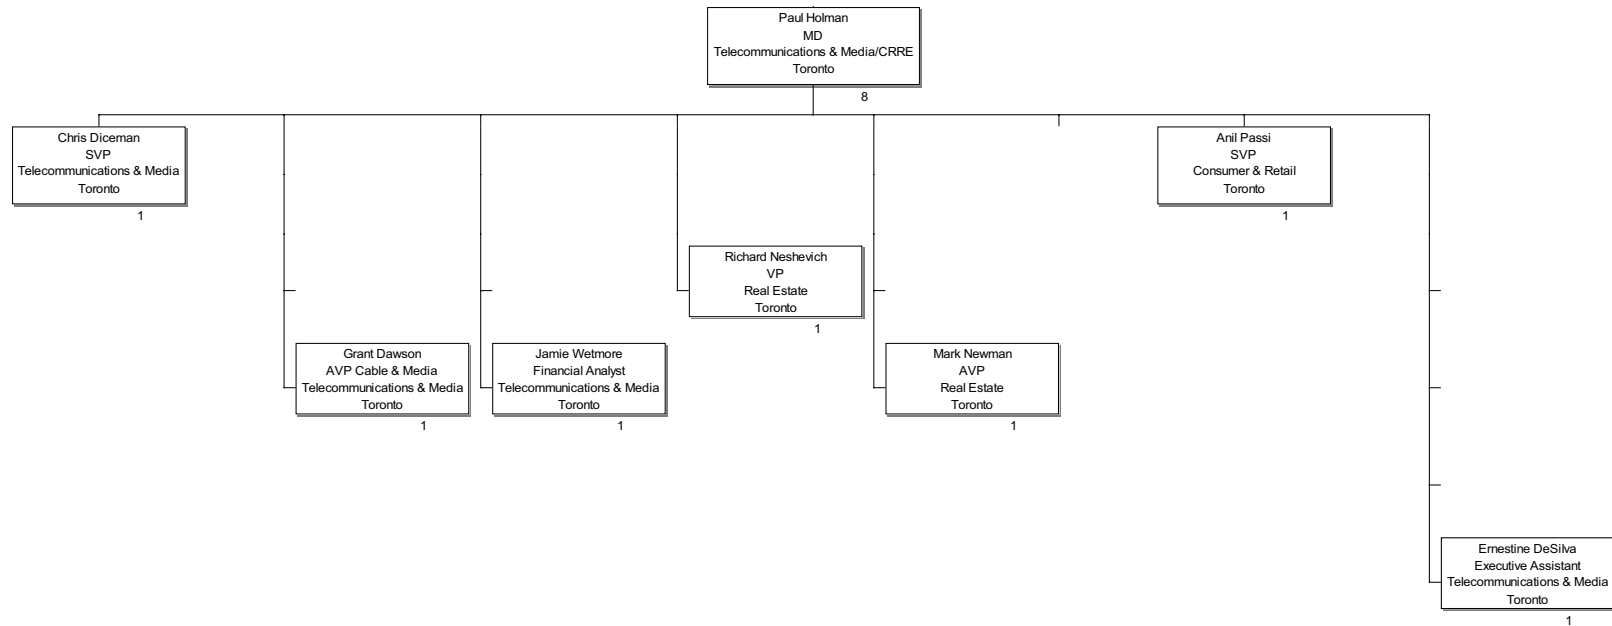 Paul Holman
MD
Telecommunications & Media/CRRE
Toronto
8
Chris Diceman
SVP
Telecommunications & Media
Toronto
1
Anil Passi
SVP
Consumer & Retail
Toronto
1
Richard Neshevich
VP
Real Estate
Toronto
1
Grant Dawson
AVP Cable & Media
Telecommunications & Media
Toronto
1
Jamie Wetmore
Financial Analyst
Telecommunications & Media
Toronto
1
Mark Newman
AVP
Real Estate
Toronto
1
Ernestine DeSilva
Executive Assistant
Telecommunications & Media
Toronto
1